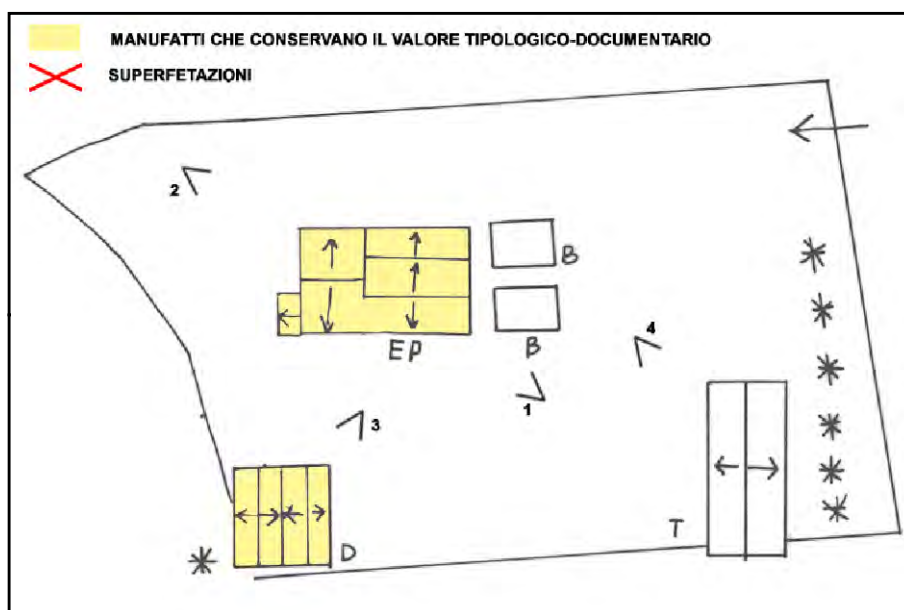 MANUFATTI CHE CONSERVANO IL VALORE TIPOLOGICO-DOCUMENTARIO
SUPERFETAZIONI
2
B
4
EP
B
1
3
T
D